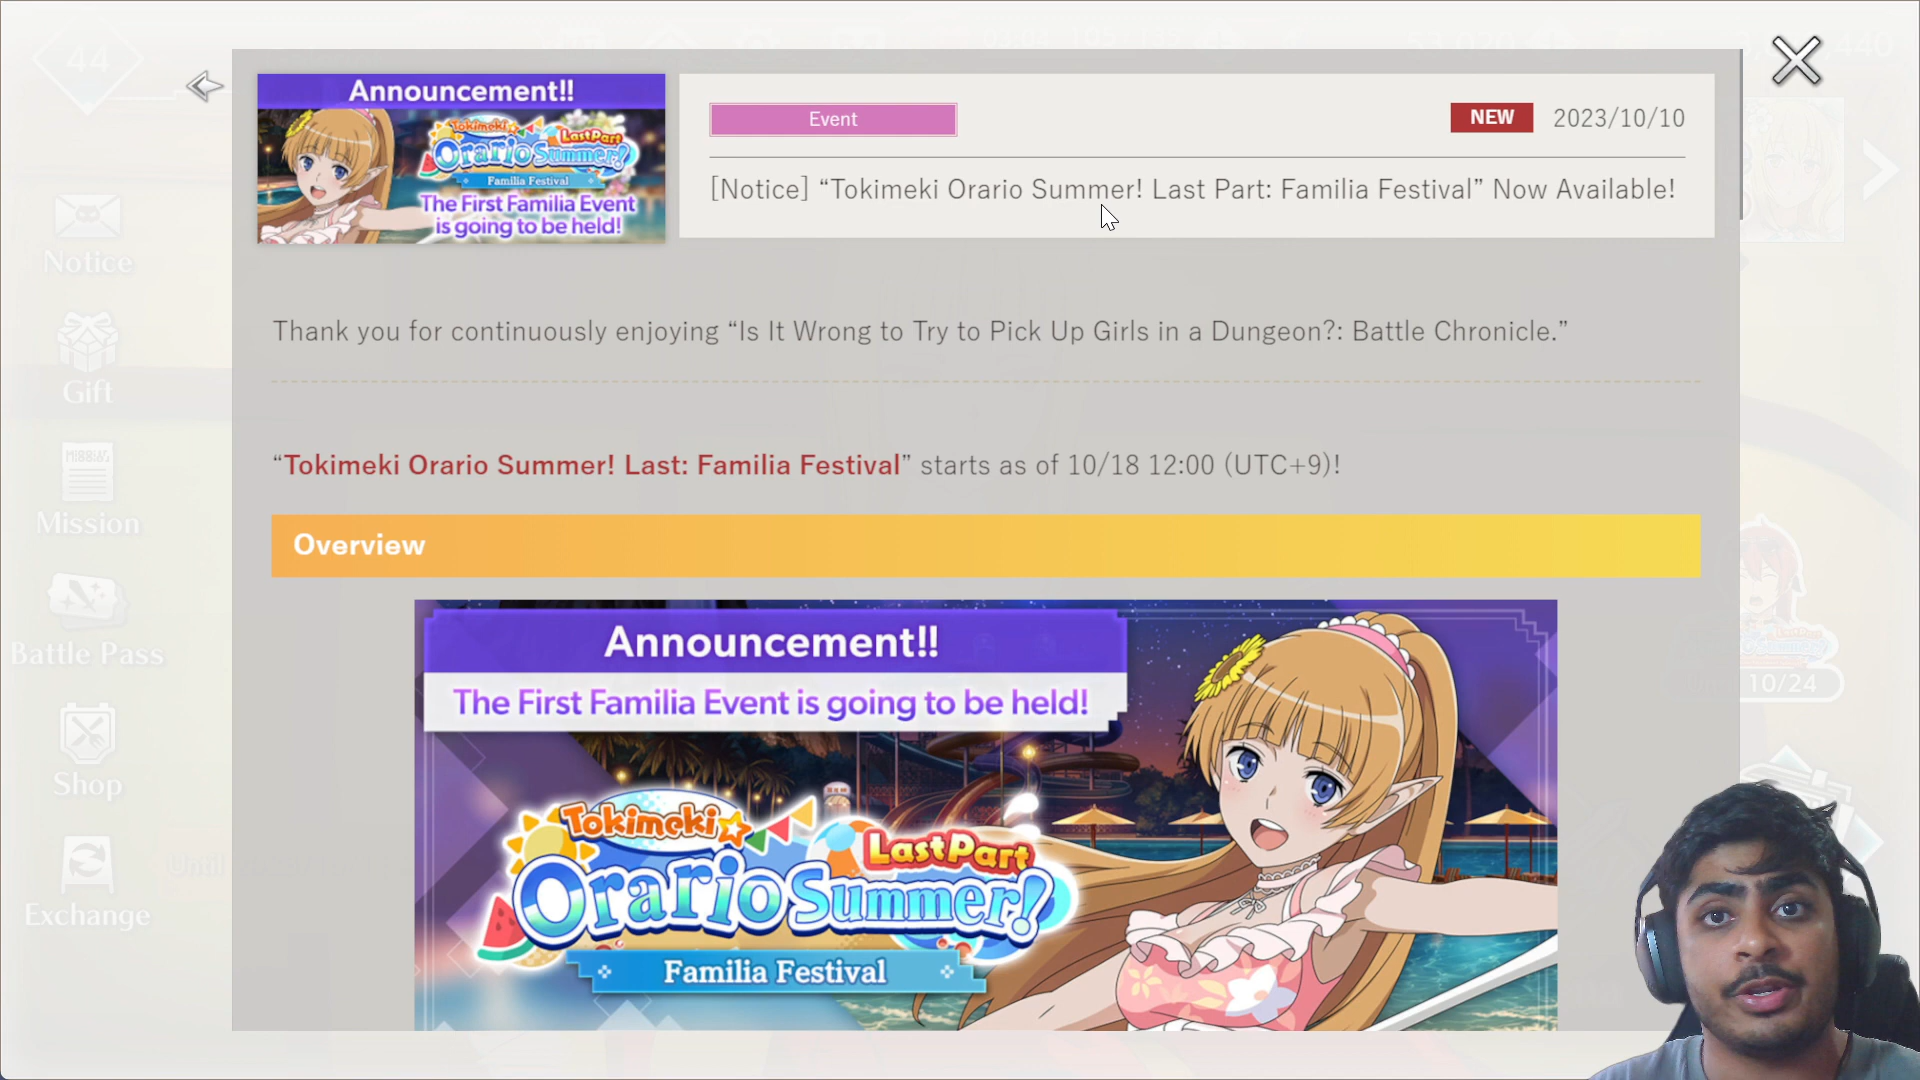 44
Announcement!!
Tokimeki
LastPart
Orario Summer!
Familia Festival
The First Familia Event
is going to be held!
Event
NEW
2023/10/10
[Notice] “Tokimeki Orario Summer! Last Part: Familia Festival” Now Available!
Notice
Gift
Mission
Battle Pass
Shop
Exchange
Thank you for continuously enjoying “Is It Wrong to Try to Pick Up Girls in a Dungeon?: Battle Chronicle.”
“Tokimeki Orario Summer! Last: Familia Festival” starts as of 10/18 12:00 (UTC+9)!
Overview
Announcement!!
The First Familia Event is going to be held!
Tokimeki
LastPart
Orario Summer!
Familia Festival
10/24